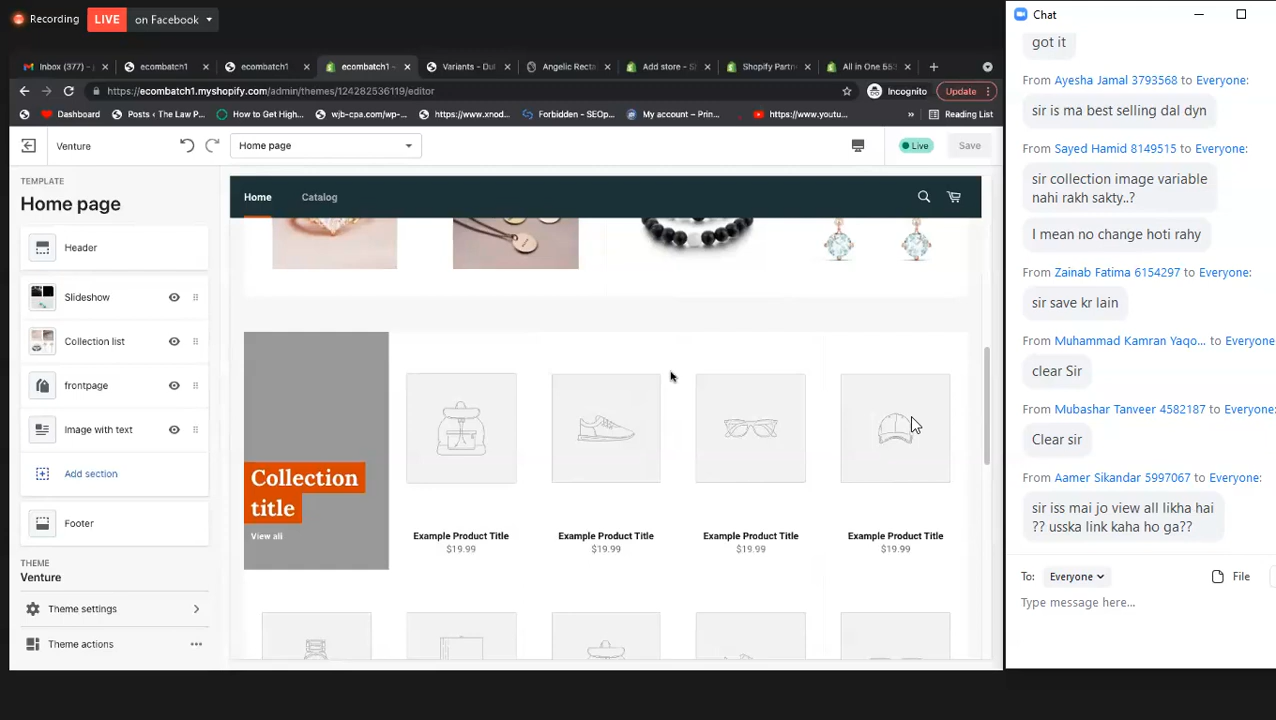 Recording
LIVE on Facebook
Inbox (377) –
ecombatch1
ecombatch1
ecombatch1 ~
Variants - Du
Angelic Recta
Add store - S
Shopify Partn
All in One 553
https://ecombatch1.myshopify.com/admin/themes/124282536119/editor
Incognito
Update
Dashboard
Posts ‹ The Law P...
How to Get High...
wjb-cpa.com/wp-...
https://www.xnod...
Forbidden -SEOp...
My account – Prin...
https://www.youtu...
»
Reading List
Venture
Home page
Live
Save
TEMPLATE
Home page
Header
Slideshow
Collection list
frontpage
Image with text
Add section
Footer
THEME
Venture
Theme settings
Theme actions
Home
Catalog
Collection
title
View all
Example Product Title
$19.99
Example Product Title
$19.99
Example Product Title
$19.99
Example Product Title
$19.99
Chat
got it
From Ayesha Jamal 3793568 to Everyone:
sir is ma best selling dal dyn
From Sayed Hamid 8149515 to Everyone:
sir collection image variable
nahi rakh sakty..?
I mean no change hoti rahy
From Zainab Fatima 6154297 to Everyone:
sir save kr lain
From Muhammad Kamran Yaqo... to Everyone
clear Sir
From Mubashar Tanveer 4582187 to Everyone:
Clear sir
From Aamer Sikandar 5997067 to Everyone:
sir iss mai jo view all likha hai
?? usska link kaha ho ga??
To: Everyone
File
Type message here...